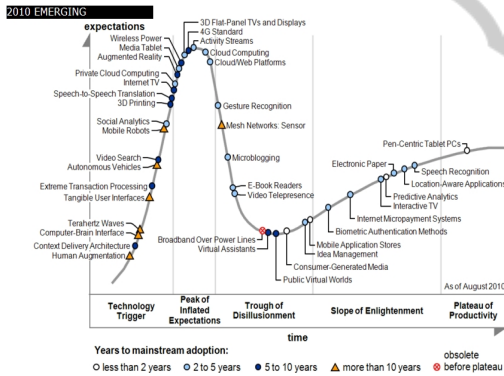 2010 EMERGING
expectations
3D Flat-Panel TVs and Displays
4G Standard
Activity Streams
Wireless Power
Media Tablet
Augmented Reality
Cloud Computing
Cloud/Web Platforms
Private Cloud Computing
Internet TV
Speech-to-Speech Translation
3D Printing
Gesture Recognition
Social Analytics
Mobile Robots
Mesh Networks: Sensor
Video Search
Autonomous Vehicles
Microblogging
Extreme Transaction Processing
Tangible User Interfaces
E-Book Readers
Video Telepresence
Terahertz Waves
Computer-Brain Interface
Context Delivery Architecture
Human Augmentation
Broadband Over Power Lines
Virtual Assistants
Public Virtual Worlds
Consumer-Generated Media
Idea Management
Mobile Application Stores
Biometric Authentication Methods
Internet Micropayment Systems
Interactive TV
Predictive Analytics
Electronic Paper
Location-Aware Applications
Speech Recognition
Pen-Centric Tablet PCs
As of August 2010
Technology
Trigger
Peak of
Inflated
Expectations
Trough of
Disillusionment
Slope of Enlightenment
Plateau of
Productivity
time
Years to mainstream adoption:
less than 2 years
2 to 5 years
5 to 10 years
more than 10 years
obsolete
before plateau